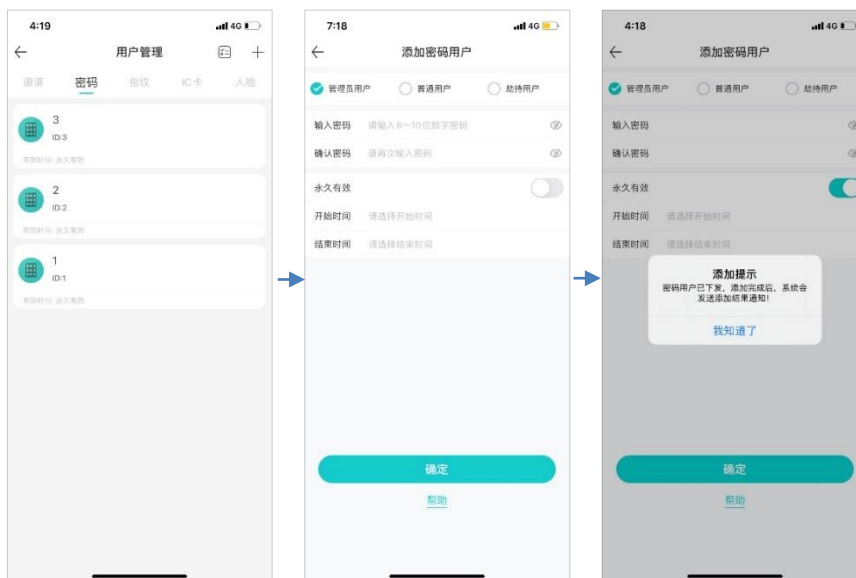 4:19
4G
用户管理
邀请 密码 指纹 IC卡 人脸
3
ID:3
有效时间: 永久有效
2
ID:2
有效时间: 永久有效
1
ID:1
有效时间: 永久有效
7:18
4G
添加密码用户
管理员用户 普通用户 劫持用户
输入密码 请输入6~10位数字密码
确认密码 请再次输入密码
永久有效
开始时间 请选择开始时间
结束时间 请选择结束时间
确定
帮助
4:18
4G
添加密码用户
管理员用户 普通用户 劫持用户
输入密码
确认密码
永久有效
开始时间 请选择开始时间
结束时间 请选择结束时间
添加提示
密码用户已下发，添加完成后，系统会
发送添加结果通知!
我知道了
确定
帮助